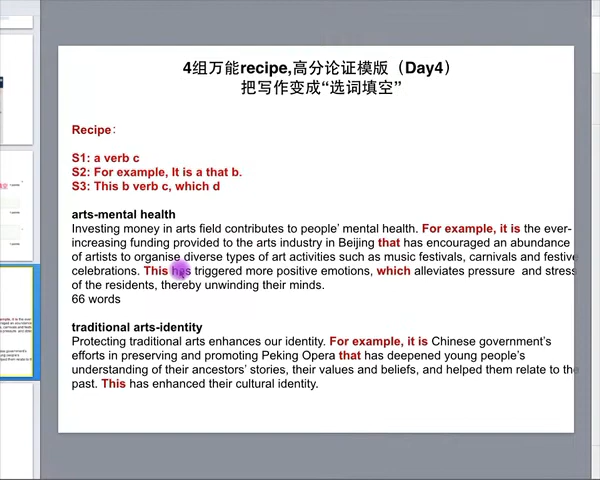 4组万能recipe,高分论证模版（Day4）
把写作变成“选词填空”
Recipe：
S1: a verb c
S2: For example, It is a that b.
S3: This b verb c, which d
arts-mental health
Investing money in arts field contributes to people’ mental health. For example, it is the ever-
increasing funding provided to the arts industry in Beijing that has encouraged an abundance
of artists to organise diverse types of art activities such as music festivals, carnivals and festive
celebrations. This has triggered more positive emotions, which alleviates pressure and stress
of the residents, thereby unwinding their minds.
66 words
traditional arts-identity
Protecting traditional arts enhances our identity. For example, it is Chinese government’s
efforts in preserving and promoting Peking Opera that has deepened young people’s
understanding of their ancestors’ stories, their values and beliefs, and helped them relate to the
past. This has enhanced their cultural identity.